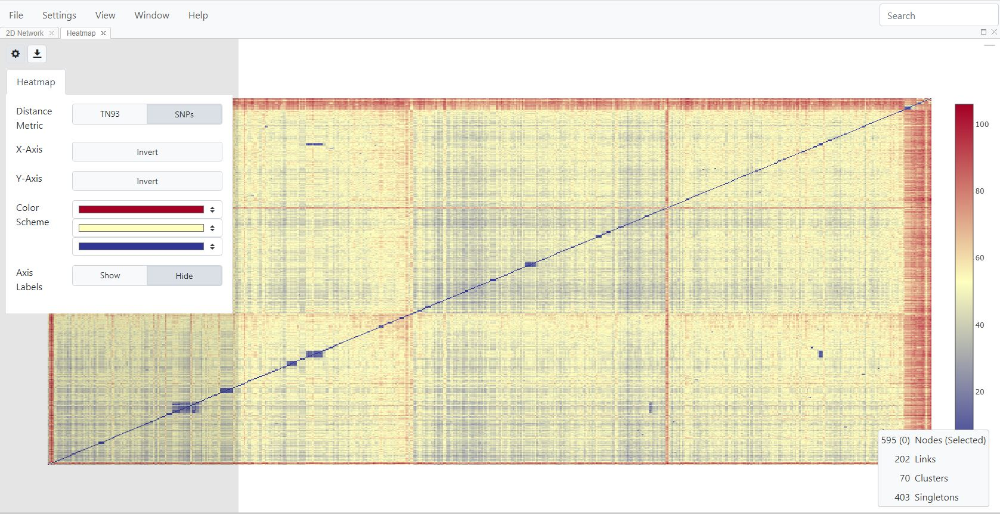 File Settings View Window Help Search
2D Network Heatmap
Heatmap
Distance Metric TN93 SNPs
X-Axis Invert
Y-Axis Invert
Color Scheme
Axis Labels Show Hide
100
80
60
40
20
595 (0) Nodes (Selected)
202 Links
70 Clusters
403 Singletons